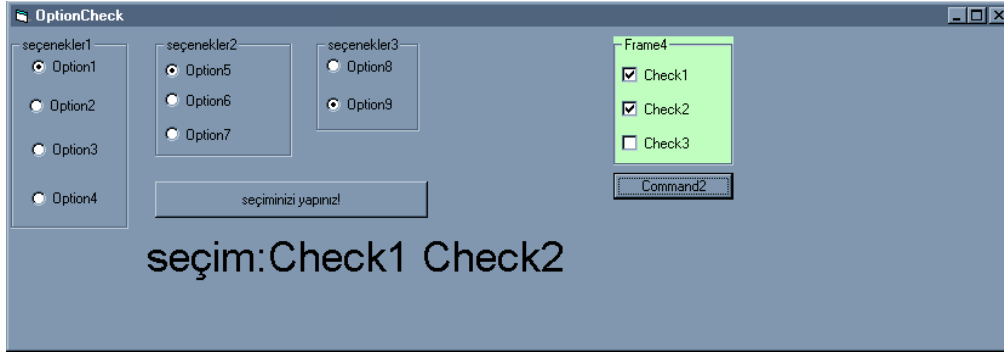 OptionCheck
seçenekler1
Option1
Option2
Option3
Option4
seçenekler2
Option5
Option6
Option7
seçenekler3
Option8
Option9
Frame4
Check1
Check2
Check3
Command2
seçiminizi yapınız!
seçim:Check1 Check2